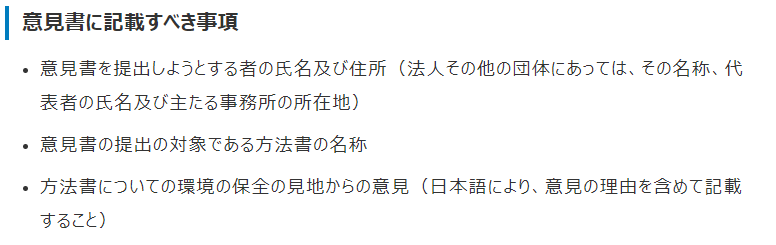 意見書に記載すべき事項
・意見書を提出しようとする者の氏名及び住所（法人その他の団体にあっては、その名称、代
表者の氏名及び主たる事務所の所在地）
・意見書の提出の対象である方法書の名称
・方法書についての環境の保全の見地からの意見（日本語により、意見の理由を含めて記載
すること）